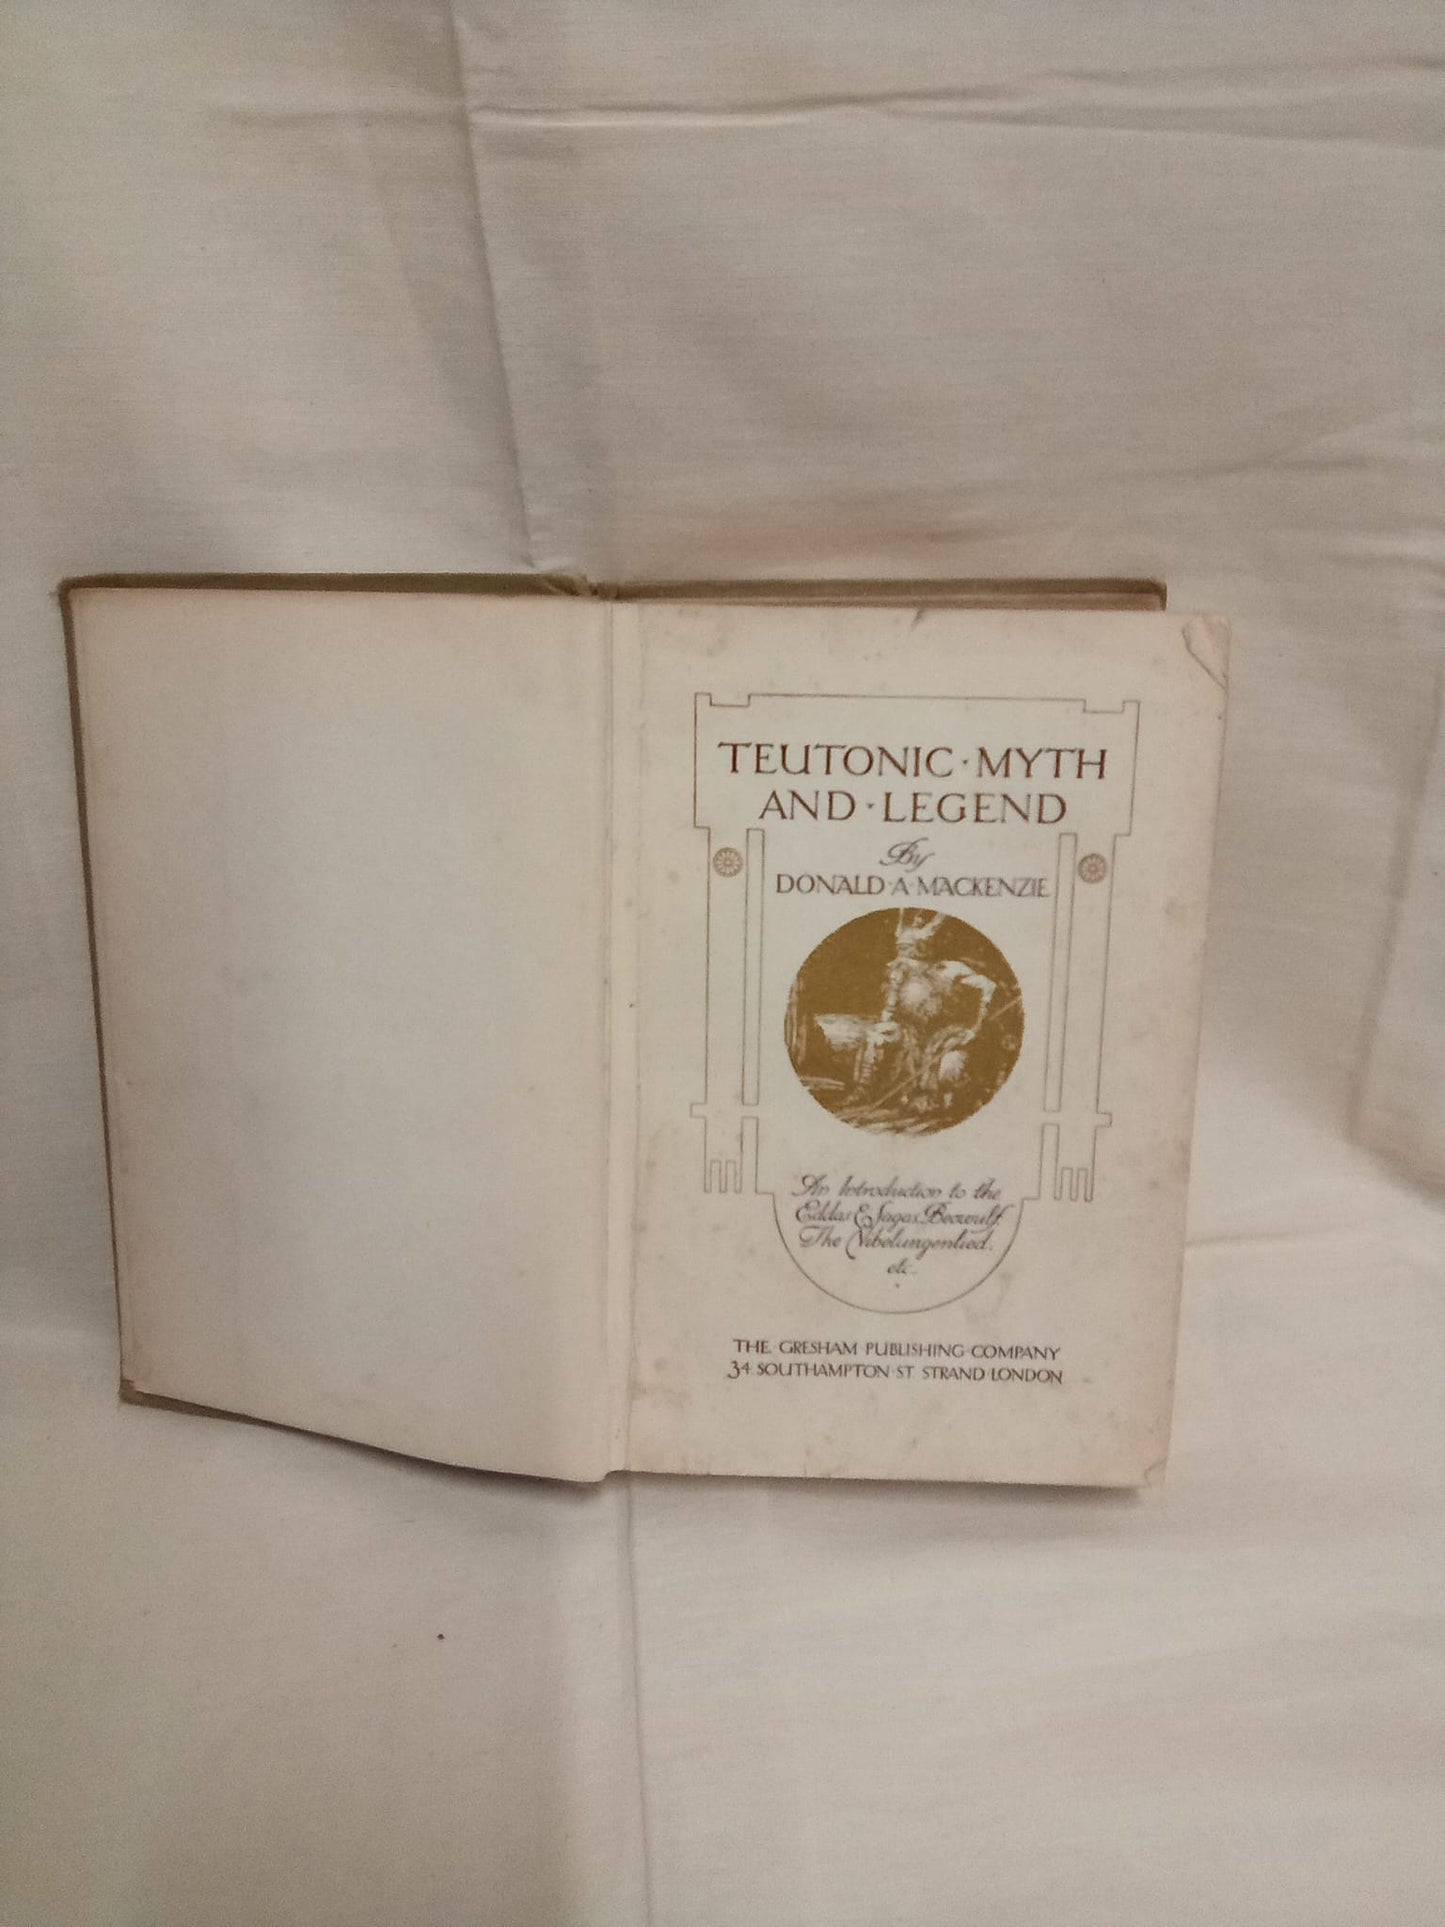 TEUTONIC · MYTH
AND · LEGEND
By
DONALD · A · MACKENZIE
An Introduction to the
Eddas & Sagas, Beowulf,
The Nibelungenlied,
etc.
THE GRESHAM PUBLISHING COMPANY
34 SOUTHAMPTON ST STRAND LONDON